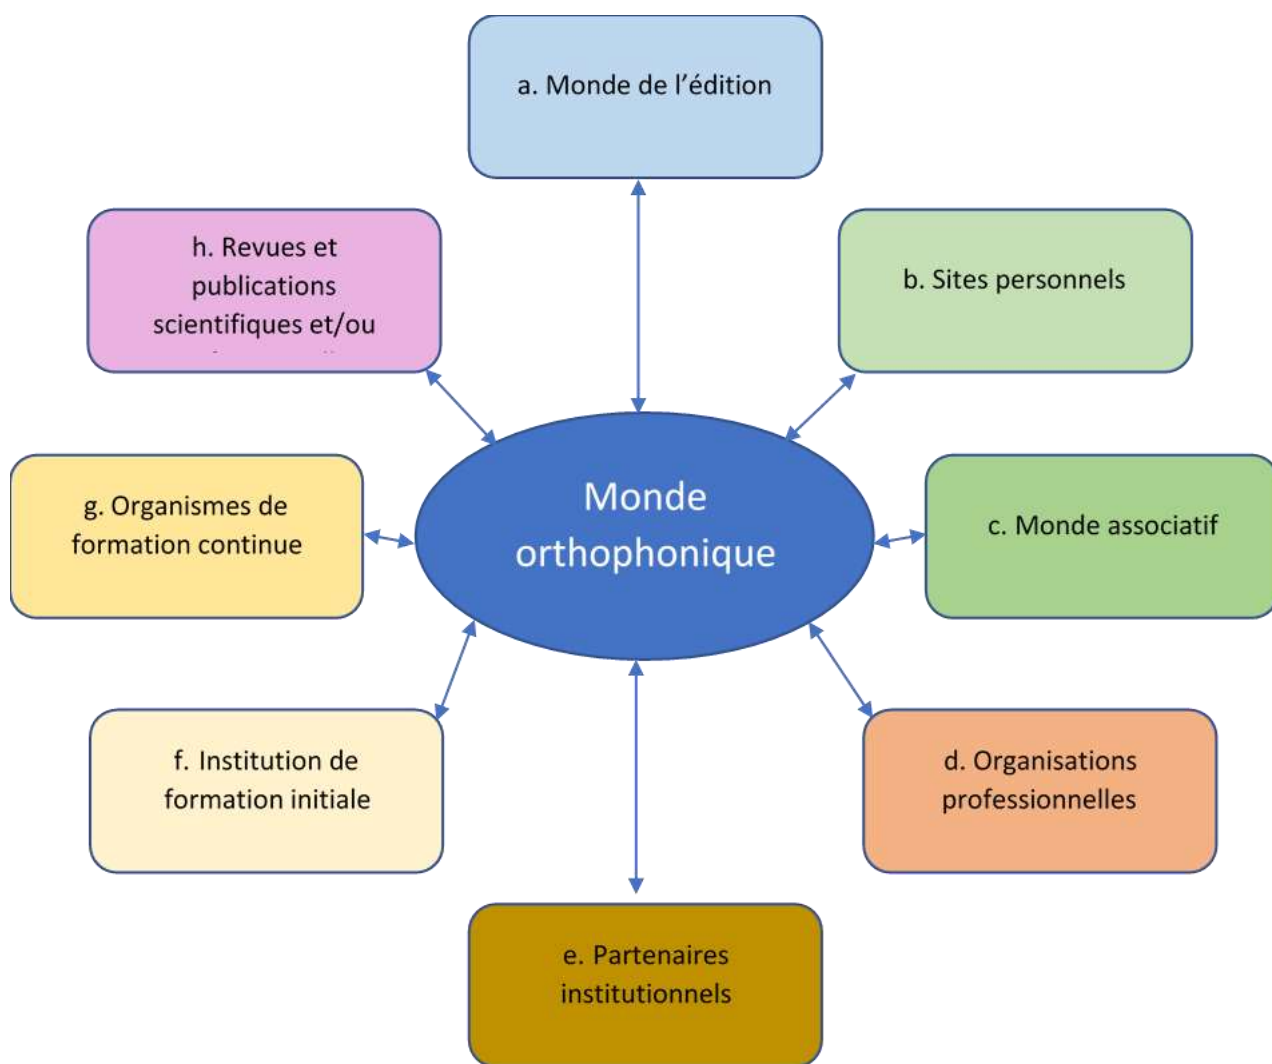 a. Monde de l’édition
h. Revues et
publications
scientifiques et/ou
b. Sites personnels
Monde
orthophonique
g. Organismes de
formation continue
c. Monde associatif
f. Institution de
formation initiale
d. Organisations
professionnelles
e. Partenaires
institutionnels